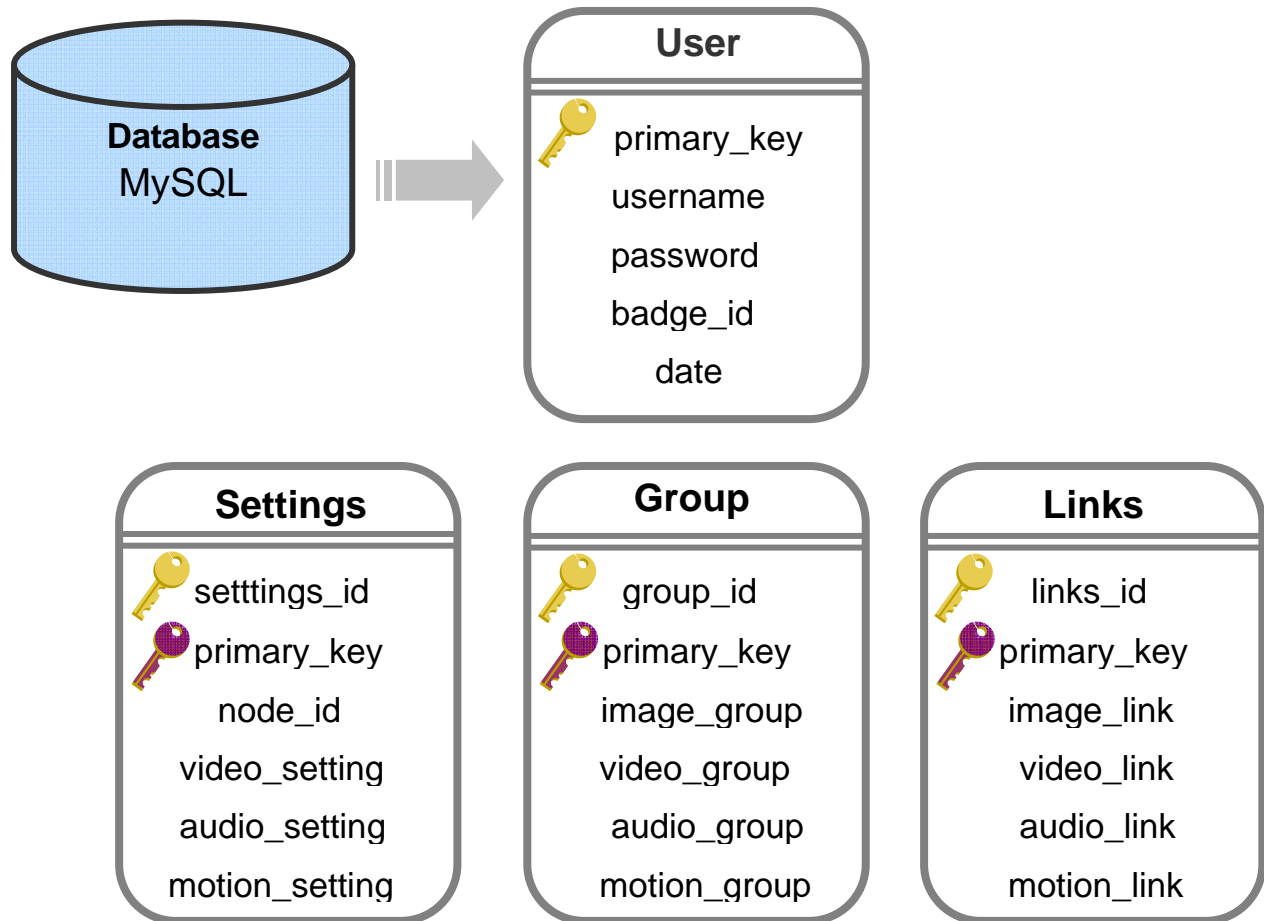 Database
MySQL
User
primary_key
username
password
badge_id
date
Settings
setttings_id
primary_key
node_id
video_setting
audio_setting
motion_setting
Group
group_id
primary_key
image_group
video_group
audio_group
motion_group
Links
links_id
primary_key
image_link
video_link
audio_link
motion_link